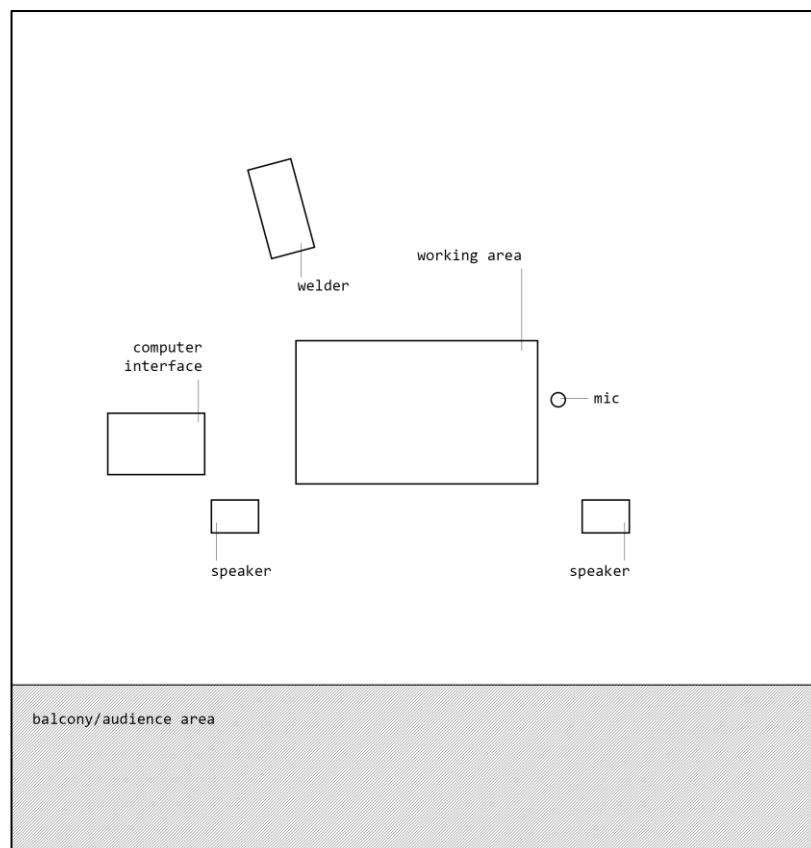 working area
welder
computer
interface
mic
speaker
speaker
balcony/audience area